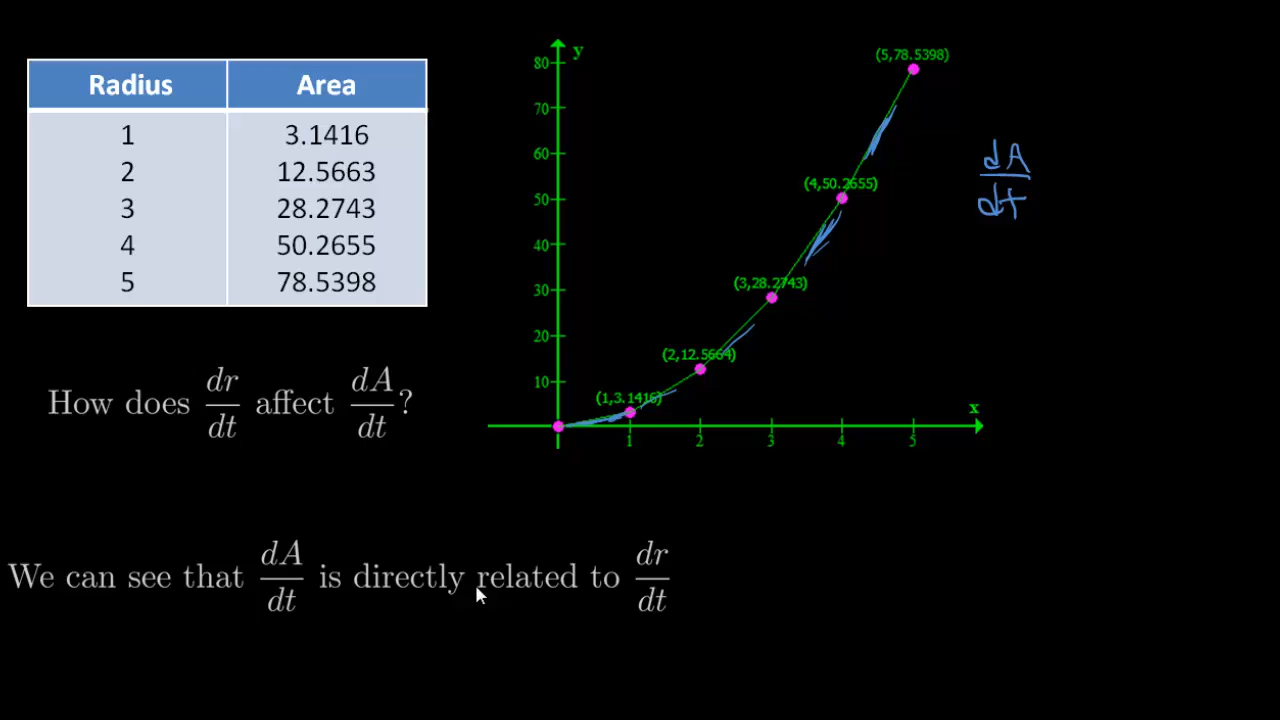 Radius Area
1 3.1416
2 12.5663
3 28.2743
4 50.2655
5 78.5398
How does dr/dt affect dA/dt?
We can see that dA/dt is directly related to dr/dt
y
80
70
60
50
40
30
20
10
(5,78.5398)
(4,50.2655)
(3,28.2743)
(2,12.5664)
(1,3.1416)
x
1 2 3 4 5
dA/dt